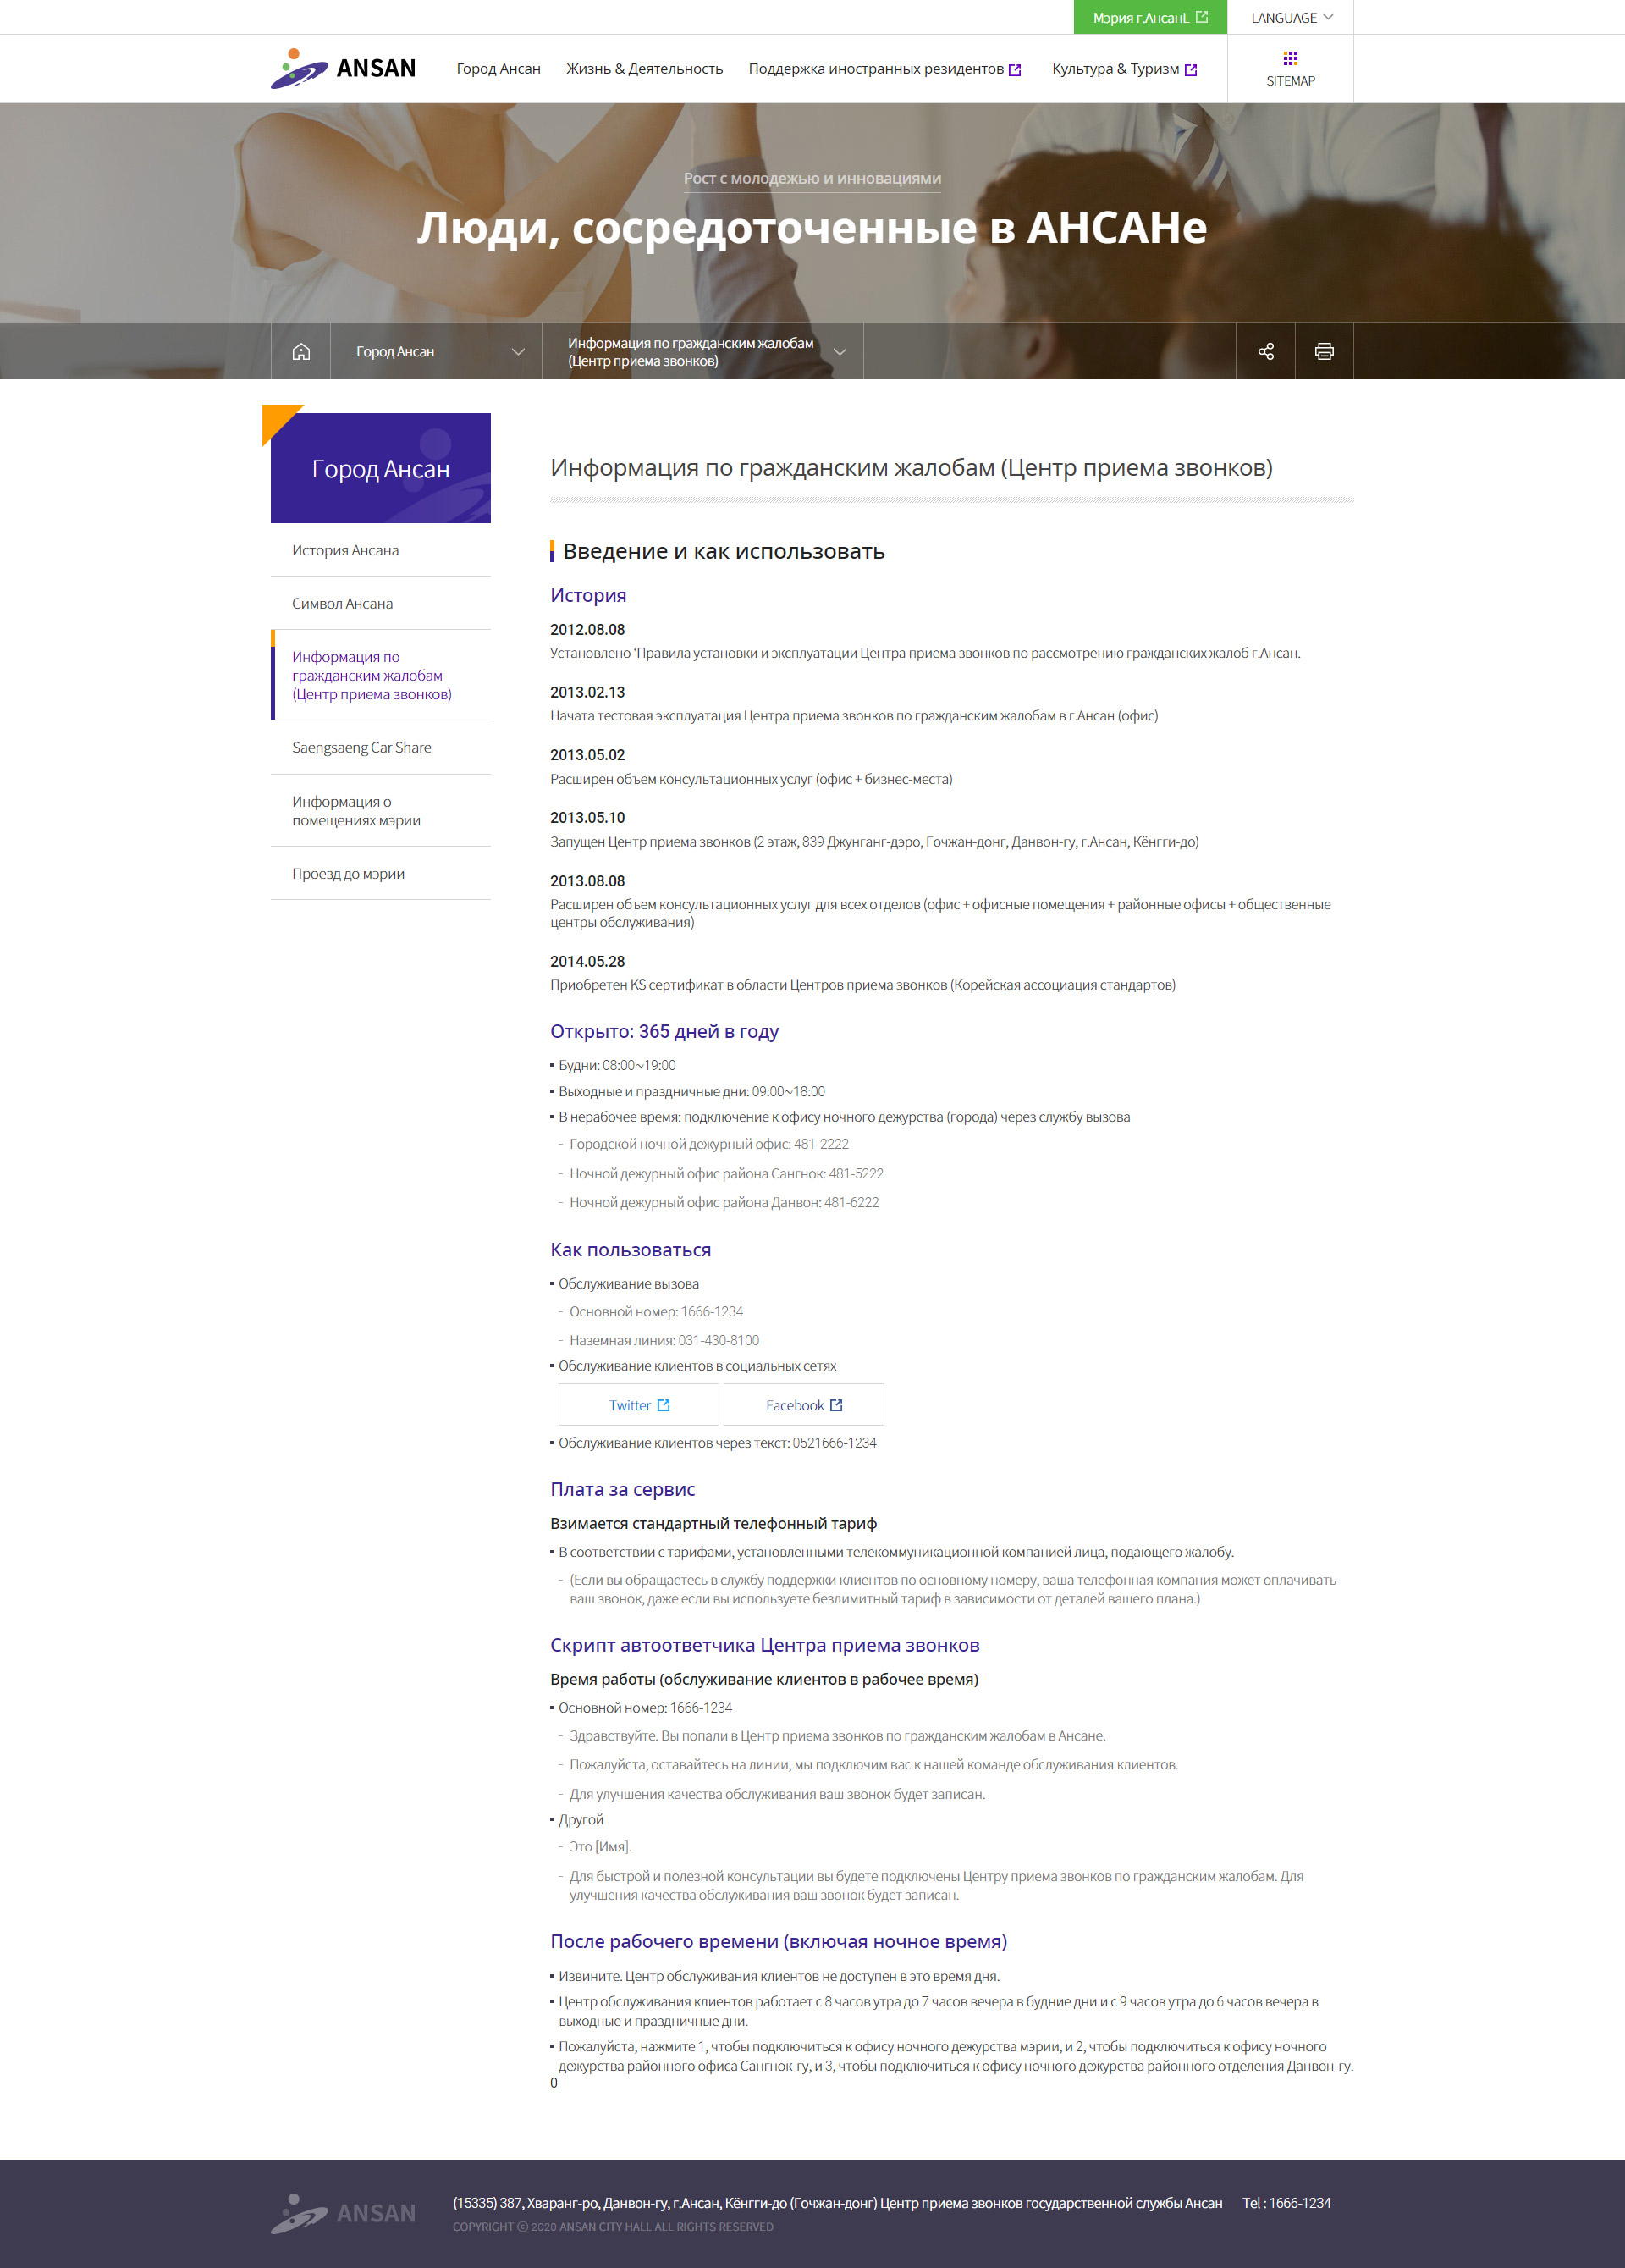 Мэрия г.АнсанL
LANGUAGE
ANSAN
Город Ансан
Жизнь & Деятельность
Поддержка иностранных резидентов
Культура & Туризм
SITEMAP
Рост с молодежью и инновациями
Люди, сосредоточенные в АНСАНе
Город Ансан
Информация по гражданским жалобам
(Центр приема звонков)
Город Ансан
История Ансана
Символ Ансана
Информация по
гражданским жалобам
(Центр приема звонков)
Saengsaeng Car Share
Информация о
помещениях мэрии
Проезд до мэрии
Информация по гражданским жалобам (Центр приема звонков)
Введение и как использовать
История
2012.08.08
Установлено ‘Правила установки и эксплуатации Центра приема звонков по рассмотрению гражданских жалоб г.Ансан.
2013.02.13
Начата тестовая эксплуатация Центра приема звонков по гражданским жалобам в г.Ансан (офис)
2013.05.02
Расширен объем консультационных услуг (офис + бизнес-места)
2013.05.10
Запущен Центр приема звонков (2 этаж, 839 Джунганг-дэро, Гочжан-донг, Данвон-гу, г.Ансан, Кёнгги-до)
2013.08.08
Расширен объем консультационных услуг для всех отделов (офис + офисные помещения + районные офисы + общественные
центры обслуживания)
2014.05.28
Приобретен KS сертификат в области Центров приема звонков (Корейская ассоциация стандартов)
Открыто: 365 дней в году
Будни: 08:00~19:00
Выходные и праздничные дни: 09:00~18:00
В нерабочее время: подключение к офису ночного дежурства (города) через службу вызова
- Городской ночной дежурный офис: 481-2222
- Ночной дежурный офис района Сангнок: 481-5222
- Ночной дежурный офис района Данвон: 481-6222
Как пользоваться
Обслуживание вызова
- Основной номер: 1666-1234
- Наземная линия: 031-430-8100
Обслуживание клиентов в социальных сетях
Twitter
Facebook
Обслуживание клиентов через текст: 0521666-1234
Плата за сервис
Взимается стандартный телефонный тариф
В соответствии с тарифами, установленными телекоммуникационной компанией лица, подающего жалобу.
- (Если вы обращаетесь в службу поддержки клиентов по основному номеру, ваша телефонная компания может оплачивать
ваш звонок, даже если вы используете безлимитный тариф в зависимости от деталей вашего плана.)
Скрипт автоответчика Центра приема звонков
Время работы (обслуживание клиентов в рабочее время)
Основной номер: 1666-1234
- Здравствуйте. Вы попали в Центр приема звонков по гражданским жалобам в Ансане.
- Пожалуйста, оставайтесь на линии, мы подключим вас к нашей команде обслуживания клиентов.
- Для улучшения качества обслуживания ваш звонок будет записан.
Другой
- Это [Имя].
- Для быстрой и полезной консультации вы будете подключены Центру приема звонков по гражданским жалобам. Для
улучшения качества обслуживания ваш звонок будет записан.
После рабочего времени (включая ночное время)
Извините. Центр обслуживания клиентов не доступен в это время дня.
Центр обслуживания клиентов работает с 8 часов утра до 7 часов вечера в будние дни и с 9 часов утра до 6 часов вечера в
выходные и праздничные дни.
Пожалуйста, нажмите 1, чтобы подключиться к офису ночного дежурства мэрии, и 2, чтобы подключиться к офису ночного
дежурства районного офиса Сангнок-гу, и 3, чтобы подключиться к офису ночного дежурства районного отделения Данвон-гу.
0
ANSAN
(15335) 387, Хваранг-ро, Данвон-гу, г.Ансан, Кёнгги-до (Гочжан-донг) Центр приема звонков государственной службы Ансан Tel : 1666-1234
COPYRIGHT ⓒ 2020 ANSAN CITY HALL ALL RIGHTS RESERVED